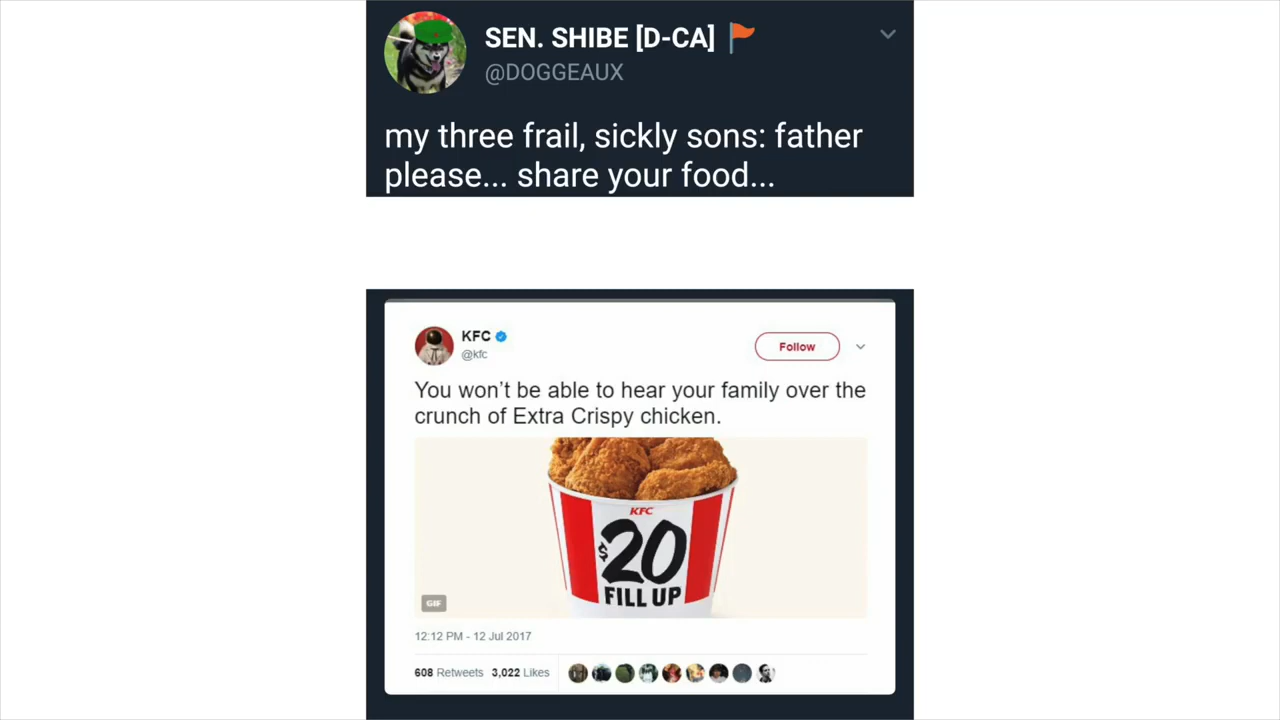 SEN. SHIBE [D-CA]
@DOGGEAUX
my three frail, sickly sons: father
please... share your food...
KFC
@kfc
Follow
You won’t be able to hear your family over the
crunch of Extra Crispy chicken.
KFC
$20
FILL UP
GIF
12:12 PM - 12 Jul 2017
608 Retweets 3,022 Likes